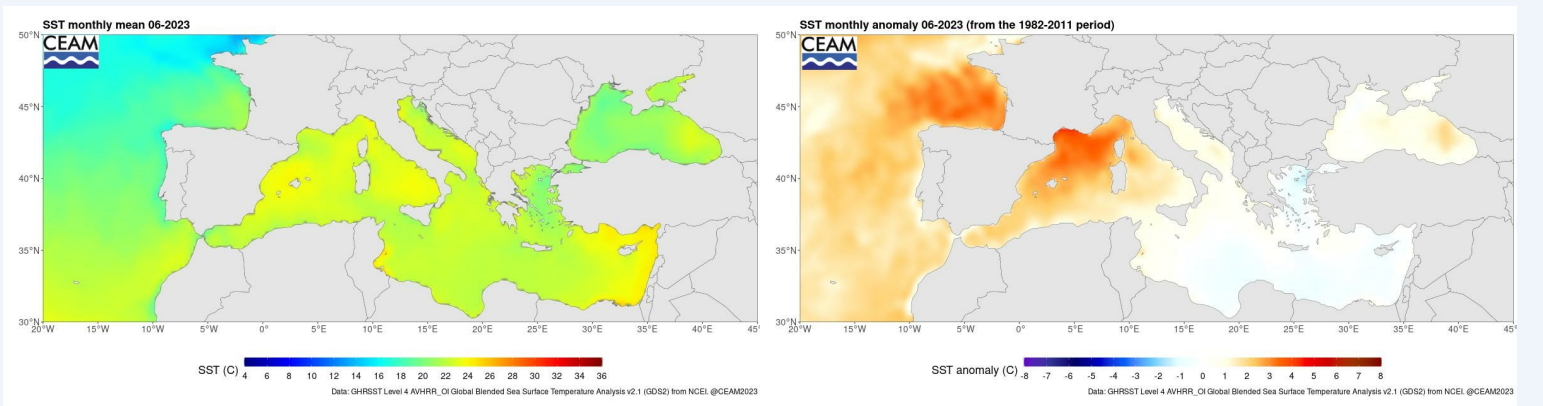 SST monthly mean 06-2023
CEAM
50°N
45°N
40°N
35°N
30°N
20°W 15°W 10°W 5°W 0° 5°E 10°E 15°E 20°E 25°E 30°E 35°E 40°E 45°
SST (C)
4 6 8 10 12 14 16 18 20 22 24 26 28 30 32 34 36
Data: GHRSST Level 4 AVHRR_OI Global Blended Sea Surface Temperature Analysis v2.1 (GDS2) from NCEI. @CEAM2023
SST monthly anomaly 06-2023 (from the 1982-2011 period)
CEAM
50°N
45°N
40°N
35°N
30°N
20°W 15°W 10°W 5°W 0° 5°E 10°E 15°E 20°E 25°E 30°E 35°E 40°E 45°
SST anomaly (C)
-8 -7 -6 -5 -4 -3 -2 -1 0 1 2 3 4 5 6 7 8
Data: GHRSST Level 4 AVHRR_OI Global Blended Sea Surface Temperature Analysis v2.1 (GDS2) from NCEI. @CEAM2023